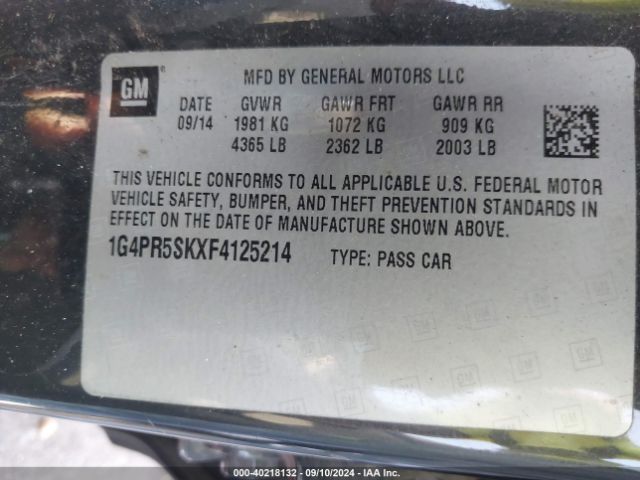 GM
MFD BY GENERAL MOTORS LLC
DATE GVWR GAWR FRT GAWR RR
09/14 1981 KG 1072 KG 909 KG
4365 LB 2362 LB 2003 LB
THIS VEHICLE CONFORMS TO ALL APPLICABLE U.S. FEDERAL MOTOR
VEHICLE SAFETY, BUMPER, AND THEFT PREVENTION STANDARDS IN
EFFECT ON THE DATE OF MANUFACTURE SHOWN ABOVE.
1G4PR5SKXF4125214 TYPE: PASS CAR
000-40218132 — 09/10/2024 — IAA Inc.